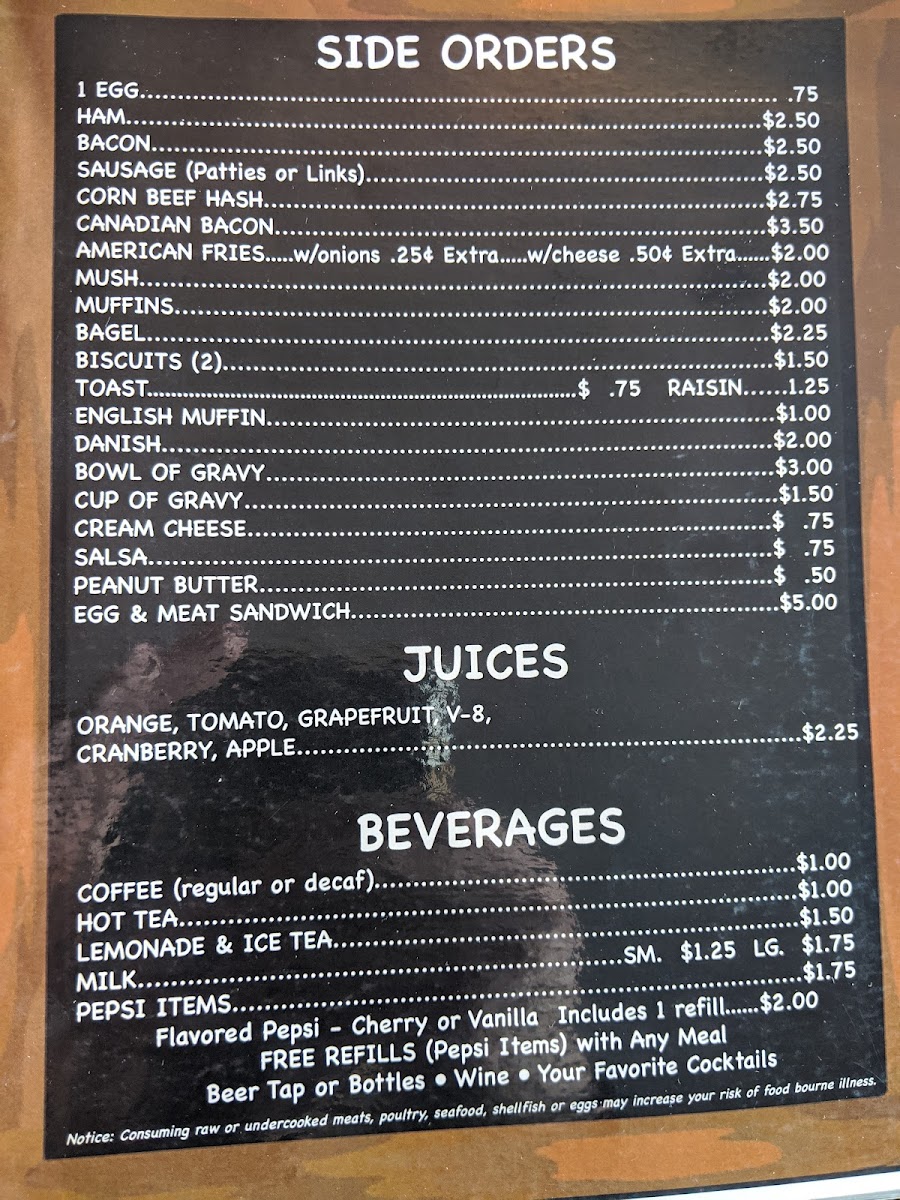 SIDE ORDERS
1 EGG.......... .75
HAM..........$2.50
BACON..........$2.50
SAUSAGE (Patties or Links)..........$2.50
CORN BEEF HASH..........$2.75
CANADIAN BACON..........$3.50
AMERICAN FRIES.....w/onions .25¢ Extra.....w/cheese .50¢ Extra......$2.00
MUSH..........$2.00
MUFFINS..........$2.00
BAGEL..........$2.25
BISCUITS (2)..........$1.50
TOAST..........$ .75 RAISIN......1.25
ENGLISH MUFFIN..........$1.00
DANISH..........$2.00
BOWL OF GRAVY..........$3.00
CUP OF GRAVY..........$1.50
CREAM CHEESE..........$ .75
SALSA..........$ .75
PEANUT BUTTER..........$ .50
EGG & MEAT SANDWICH..........$5.00
JUICES
ORANGE, TOMATO, GRAPEFRUIT, V-8,
CRANBERRY, APPLE..........$2.25
BEVERAGES
COFFEE (regular or decaf)..........$1.00
HOT TEA..........$1.00
LEMONADE & ICE TEA..........$1.50
MILK..........SM. $1.25 LG. $1.75
PEPSI ITEMS..........$1.75
Flavored Pepsi - Cherry or Vanilla Includes 1 refill......$2.00
FREE REFILLS (Pepsi Items) with Any Meal
Beer Tap or Bottles • Wine • Your Favorite Cocktails
Notice: Consuming raw or undercooked meats, poultry, seafood, shellfish or eggs may increase your risk of food bourne illness.